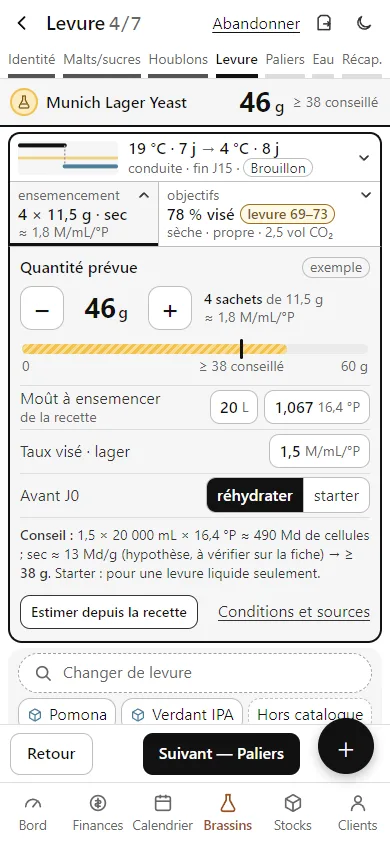 Levure 4/7
Abandonner
Identité Malts/sucres Houblons Levure Paliers Eau Récap.
Munich Lager Yeast 46 g ≥ 38 conseillé
19 °C · 7 j → 4 °C · 8 j
conduite · fin J15 · Brouillon
ensemencement
4 × 11,5 g · sec
≈ 1,8 M/mL/°P
objectifs
78 % visé levure 69–73
sèche · propre · 2,5 vol CO₂
Quantité prévue exemple
− 46 g +
4 sachets de 11,5 g
≈ 1,8 M/mL/°P
0 ≥ 38 conseillé 60 g
Moût à ensemencer
de la recette
20 L 1,067 16,4 °P
Taux visé · lager 1,5 M/mL/°P
Avant J0 réhydrater starter
Conseil : 1,5 × 20 000 mL × 16,4 °P ≈ 490 Md de cellules
; sec ≈ 13 Md/g (hypothèse, à vérifier sur la fiche) → ≥
38 g. Starter : pour une levure liquide seulement.
Estimer depuis la recette Conditions et sources
Changer de levure
Pomona Verdant IPA Hors catalogue
Retour Suivant — Paliers +
Bord Finances Calendrier Brassins Stocks Clients